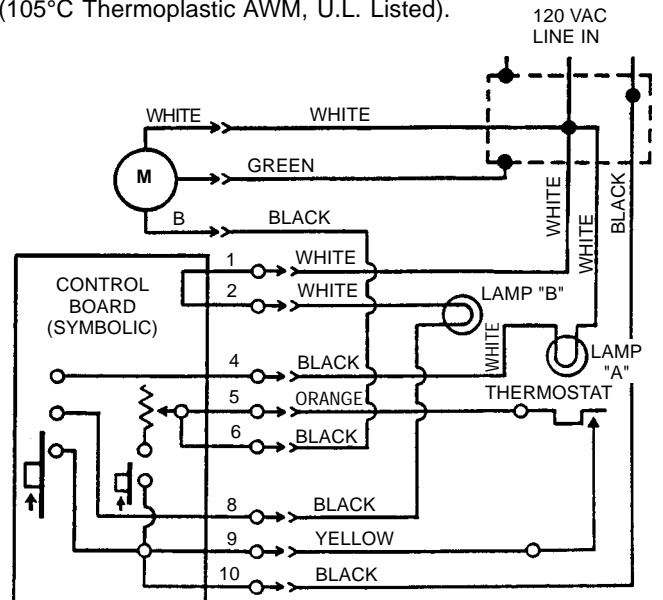 (105°C Thermoplastic AWM, U.L. Listed).
120 VAC
LINE IN
WHITE
WHITE
M
GREEN
B
BLACK
WHITE
WHITE
BLACK
1
WHITE
CONTROL
BOARD
(SYMBOLIC)
2
WHITE
LAMP "B"
4
BLACK
WHITE
LAMP
"A"
5
ORANGE
THERMOSTAT
6
BLACK
8
BLACK
9
YELLOW
10
BLACK